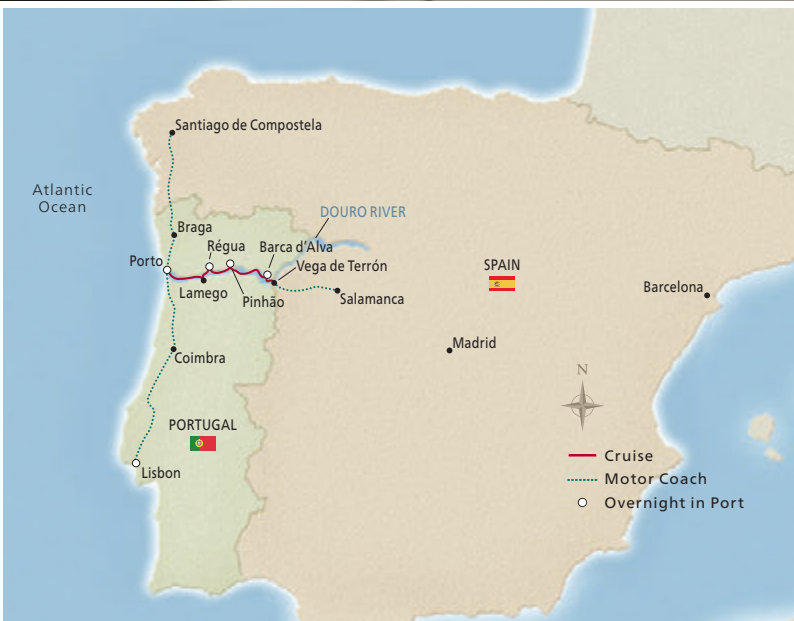 Santiago de Compostela
Atlantic
Ocean
DOURO RIVER
Braga
Régua
Barca d'Alva
Porto
Vega de Terrón
SPAIN
Lamego
Pinhão
Salamanca
Barcelona
Madrid
Coimbra
N
PORTUGAL
Cruise
Lisbon
Motor Coach
Overnight in Port